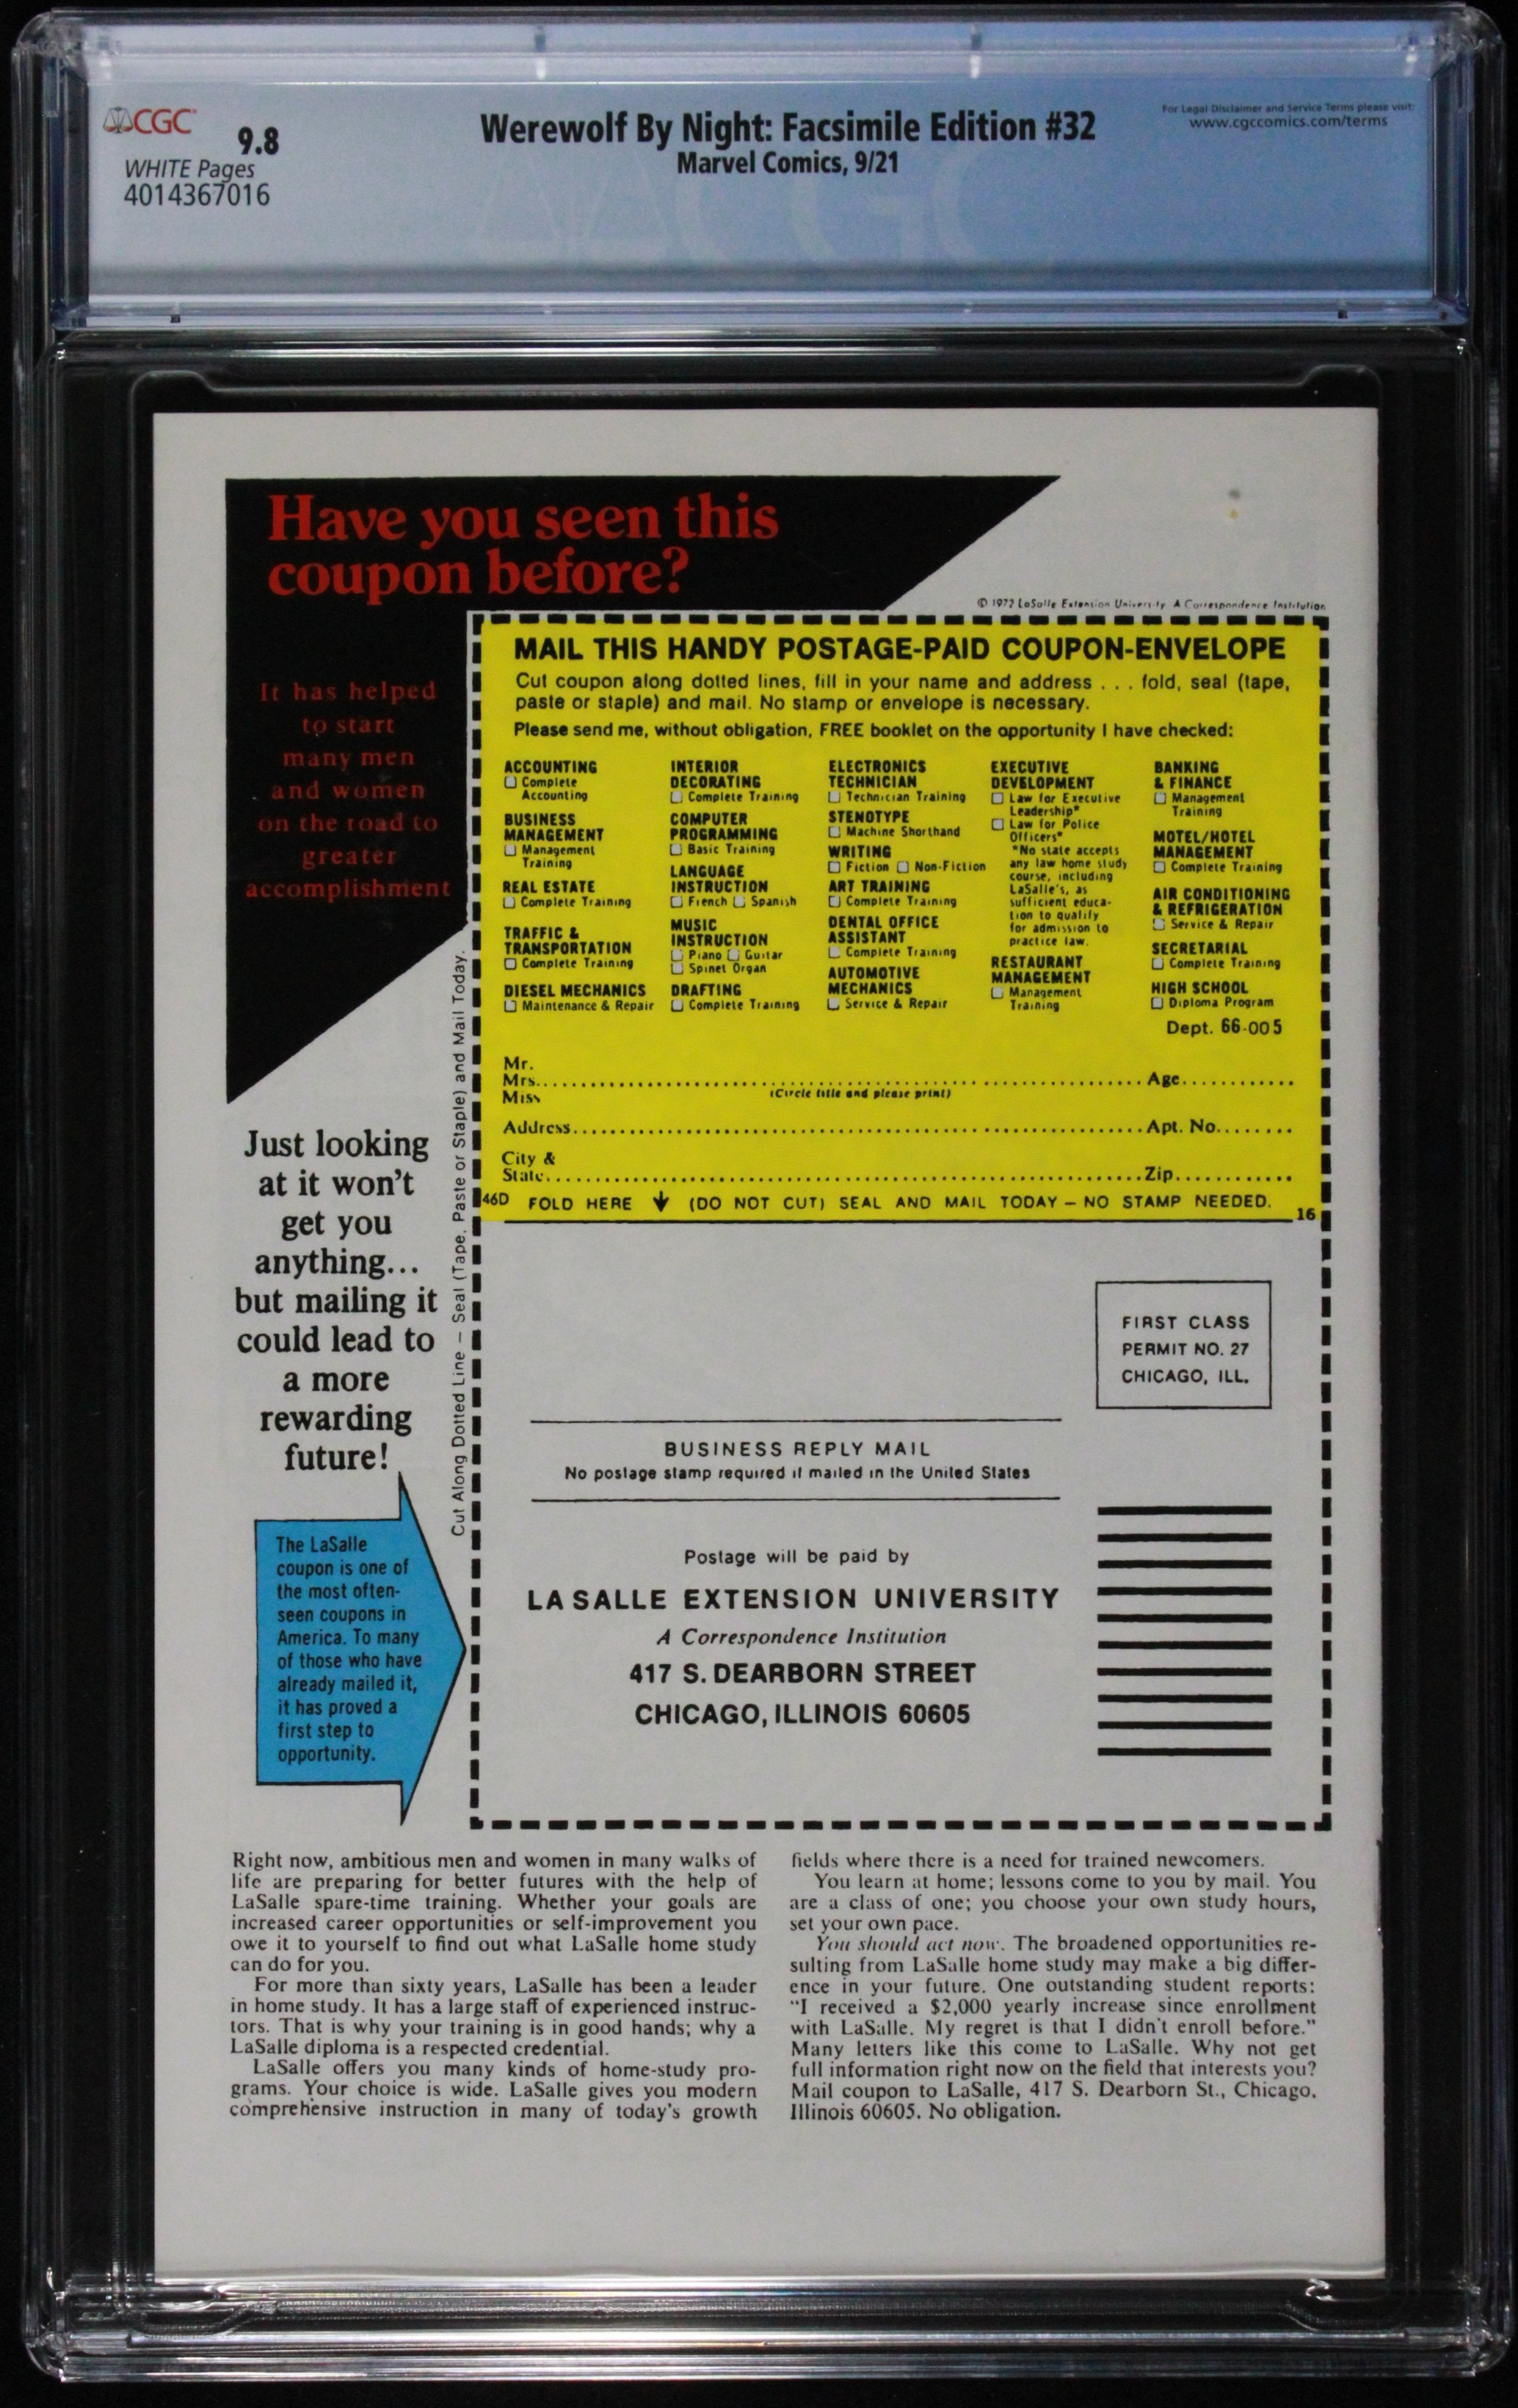 CGC
9.8
WHITE Pages
4014367016
Werewolf By Night: Facsimile Edition #32
Marvel Comics, 9/21
For Legal Disclaimer and Service Terms please visit:
www.cgccomics.com/terms
Have you seen this
coupon before?
It has helped
to start
many men
and women
on the road to
greater
accomplishment
© 1972 LaSalle Extension University A Correspondence Institution
MAIL THIS HANDY POSTAGE-PAID COUPON-ENVELOPE
Cut coupon along dotted lines, fill in your name and address . . . fold, seal (tape,
paste or staple) and mail. No stamp or envelope is necessary.
Please send me, without obligation, FREE booklet on the opportunity I have checked:
ACCOUNTING
Complete
Accounting
BUSINESS
MANAGEMENT
Management
Training
REAL ESTATE
Complete Training
TRAFFIC &
TRANSPORTATION
Complete Training
DIESEL MECHANICS
Maintenance & Repair
INTERIOR
DECORATING
Complete Training
COMPUTER
PROGRAMMING
Basic Training
LANGUAGE
INSTRUCTION
French Spanish
MUSIC
INSTRUCTION
Piano Guitar
Spinet Organ
DRAFTING
Complete Training
ELECTRONICS
TECHNICIAN
Technician Training
STENOTYPE
Machine Shorthand
WRITING
Fiction Non-Fiction
ART TRAINING
Complete Training
DENTAL OFFICE
ASSISTANT
Complete Training
AUTOMOTIVE
MECHANICS
Service & Repair
EXECUTIVE
DEVELOPMENT
Law for Executive
Leadership*
Law for Police
Officers*
*No state accepts
any law home study
course, including
LaSalle's, as
sufficient educa-
tion to qualify
for admission to
practice law.
RESTAURANT
MANAGEMENT
Management
Training
BANKING
& FINANCE
Management
Training
MOTEL/HOTEL
MANAGEMENT
Complete Training
AIR CONDITIONING
& REFRIGERATION
Service & Repair
SECRETARIAL
Complete Training
HIGH SCHOOL
Diploma Program
Dept. 66-005
Mr.
Mrs. Age
Miss (Circle title and please print)
Address Apt. No.
City &
State Zip
46D FOLD HERE (DO NOT CUT) SEAL AND MAIL TODAY – NO STAMP NEEDED.
16
Cut Along Dotted Line – Seal (Tape, Paste or Staple) and Mail Today.
Just looking
at it won't
get you
anything...
but mailing it
could lead to
a more
rewarding
future!
FIRST CLASS
PERMIT NO. 27
CHICAGO, ILL.
BUSINESS REPLY MAIL
No postage stamp required if mailed in the United States
Postage will be paid by
LA SALLE EXTENSION UNIVERSITY
A Correspondence Institution
417 S. DEARBORN STREET
CHICAGO, ILLINOIS 60605
The LaSalle
coupon is one of
the most often-
seen coupons in
America. To many
of those who have
already mailed it,
it has proved a
first step to
opportunity.
Right now, ambitious men and women in many walks of
life are preparing for better futures with the help of
LaSalle spare-time training. Whether your goals are
increased career opportunities or self-improvement you
owe it to yourself to find out what LaSalle home study
can do for you.
For more than sixty years, LaSalle has been a leader
in home study. It has a large staff of experienced instruc-
tors. That is why your training is in good hands; why a
LaSalle diploma is a respected credential.
LaSalle offers you many kinds of home-study pro-
grams. Your choice is wide. LaSalle gives you modern
comprehensive instruction in many of today's growth
fields where there is a need for trained newcomers.
You learn at home; lessons come to you by mail. You
are a class of one; you choose your own study hours,
set your own pace.
You should act now. The broadened opportunities re-
sulting from LaSalle home study may make a big differ-
ence in your future. One outstanding student reports:
"I received a $2,000 yearly increase since enrollment
with LaSalle. My regret is that I didn't enroll before."
Many letters like this come to LaSalle. Why not get
full information right now on the field that interests you?
Mail coupon to LaSalle, 417 S. Dearborn St., Chicago,
Illinois 60605. No obligation.